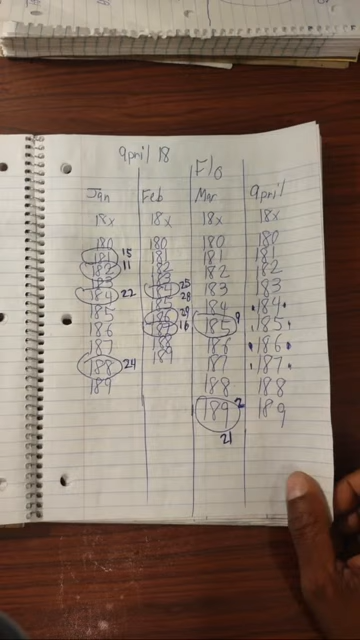 April 18
Flo
Jan Feb Mar April
18x 18x 18x 18x
180 180 180 180
181 15 181 181 181
182 11 182 182 182
183 183 183
184 22 184 25 184 •184•
185 185 28 185 9 •185•
186 186 29 186 •186•
187 187 16 187 •187•
188 24 188 188 188
189 189 189 2 189
21